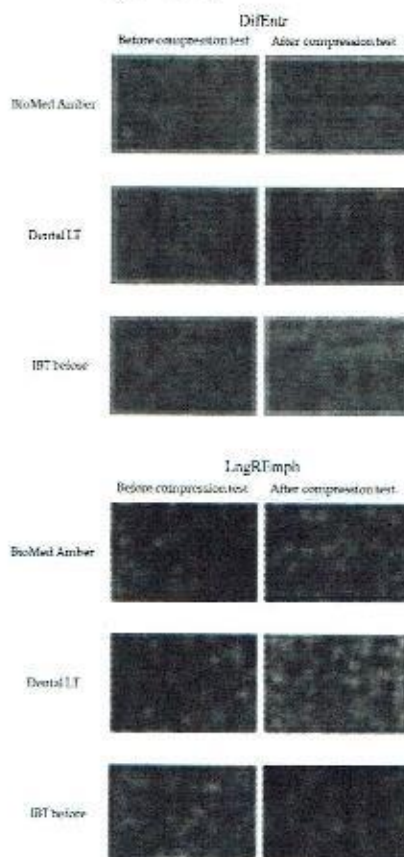 DifEntr
Before compression test After compression test
BioMed Amber
Dental LT
IBT before
LngREmph
Before compression test After compression test
BioMed Amber
Dental LT
IBT before